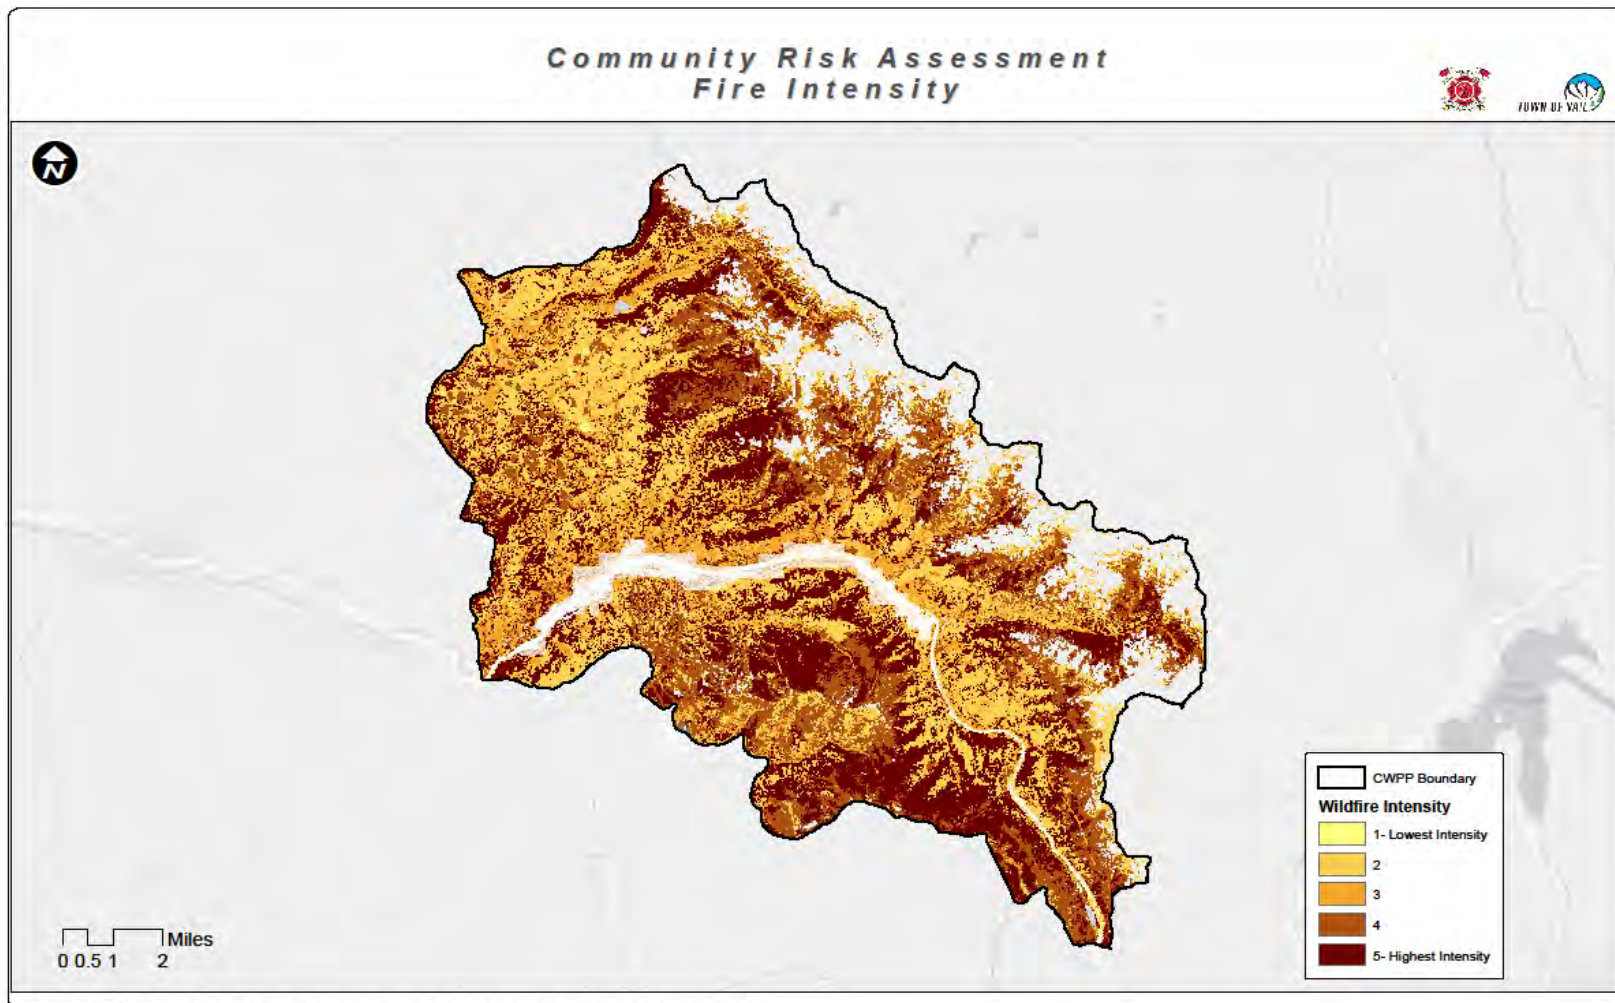 Community Risk Assessment
Fire Intensity
TOWN OF VAIL
N
CWPP Boundary
Wildfire Intensity
1- Lowest Intensity
2
3
4
5- Highest Intensity
Miles
0 0.5 1 2